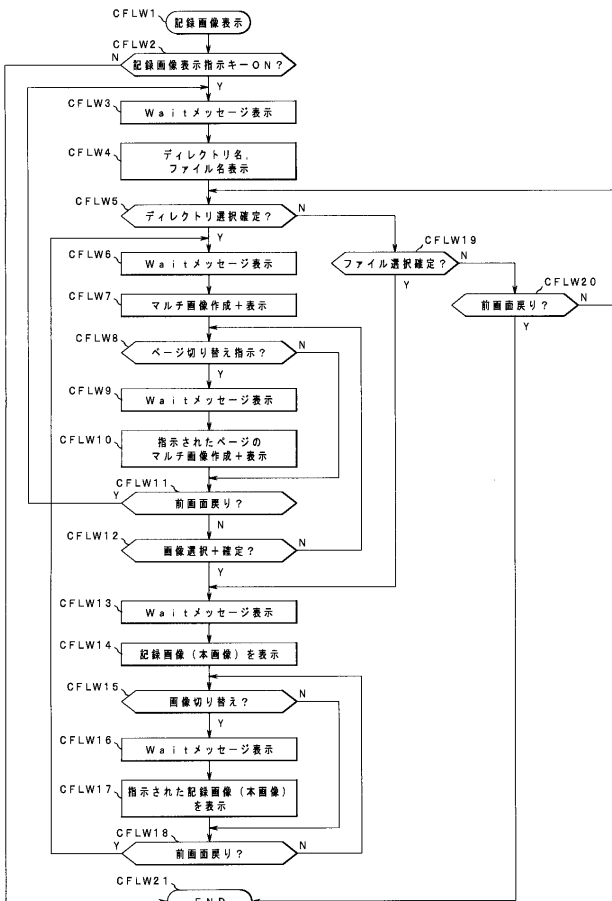 CFLW1
記録画像表示
CFLW2
N
記録画像表示指示キーON?
Y
CFLW3
Waitメッセージ表示
CFLW4
ディレクトリ名,
ファイル名表示
CFLW5
ディレクトリ選択確定?
N
Y
CFLW19
ファイル選択確定?
N
Y
CFLW20
前画面戻り?
N
Y
CFLW6
Waitメッセージ表示
CFLW7
マルチ画像作成+表示
CFLW8
ページ切り替え指示?
N
Y
CFLW9
Waitメッセージ表示
CFLW10
指示されたページの
マルチ画像作成+表示
CFLW11
Y
前画面戻り?
N
CFLW12
画像選択+確定?
N
Y
CFLW13
Waitメッセージ表示
CFLW14
記録画像(本画像)を表示
CFLW15
画像切り替え?
N
Y
CFLW16
Waitメッセージ表示
CFLW17
指示された記録画像(本画像)
を表示
CFLW18
Y
前画面戻り?
N
CFLW21
END